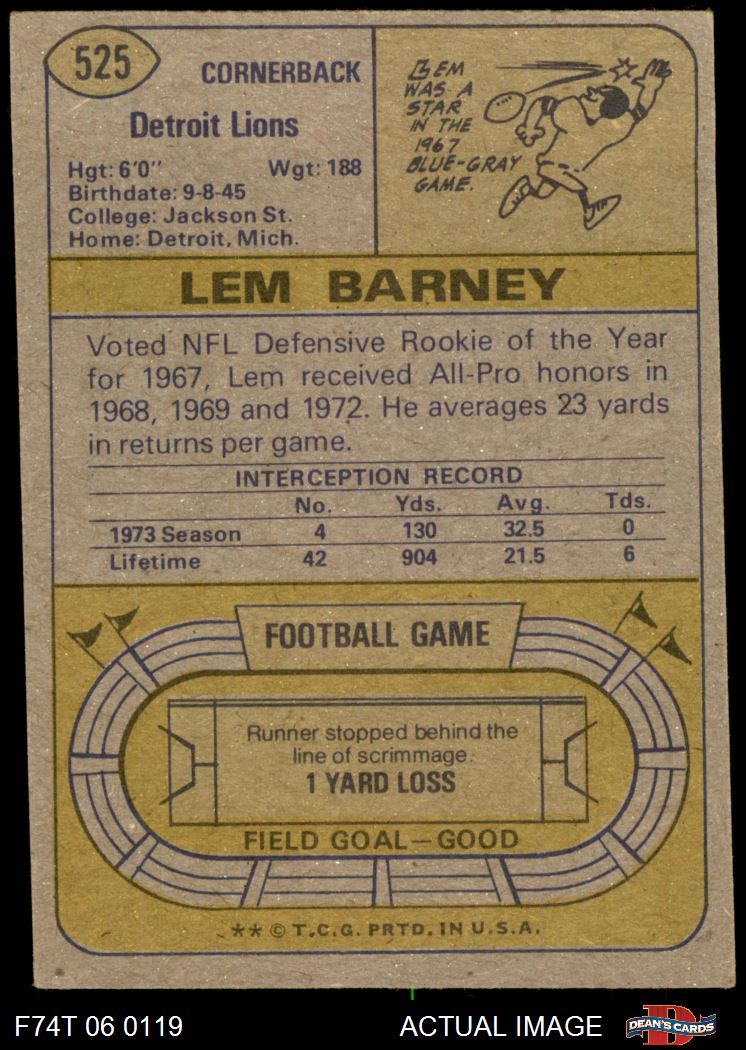 525
CORNERBACK
Detroit Lions
Hgt: 6'0" Wgt: 188
Birthdate: 9-8-45
College: Jackson St.
Home: Detroit, Mich.
LEM
WAS A
STAR
IN THE
1967
BLUE-GRAY
GAME.
LEM BARNEY
Voted NFL Defensive Rookie of the Year
for 1967, Lem received All-Pro honors in
1968, 1969 and 1972. He averages 23 yards
in returns per game.
INTERCEPTION RECORD
No. Yds. Avg. Tds.
1973 Season 4 130 32.5 0
Lifetime 42 904 21.5 6
FOOTBALL GAME
Runner stopped behind the
line of scrimmage.
1 YARD LOSS
FIELD GOAL—GOOD
** © T.C.G. PRTD. IN U.S.A.
F74T 06 0119 ACTUAL IMAGE
D
DEAN'S CARDS